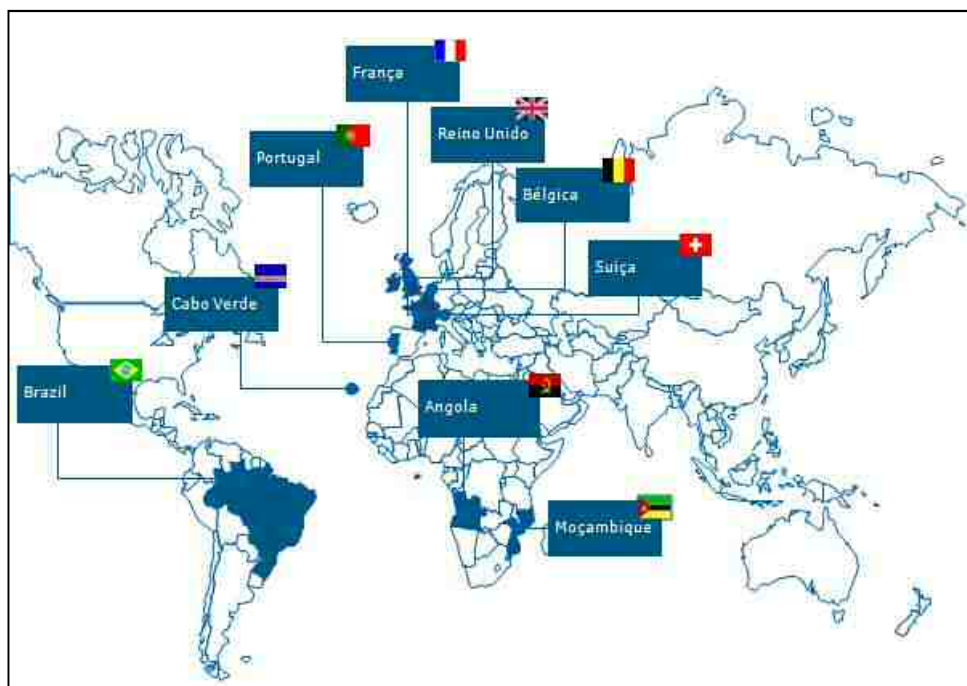 França
Reino Unido
Portugal
Bélgica
Suiça
Cabo Verde
Brazil
Angola
Moçambique